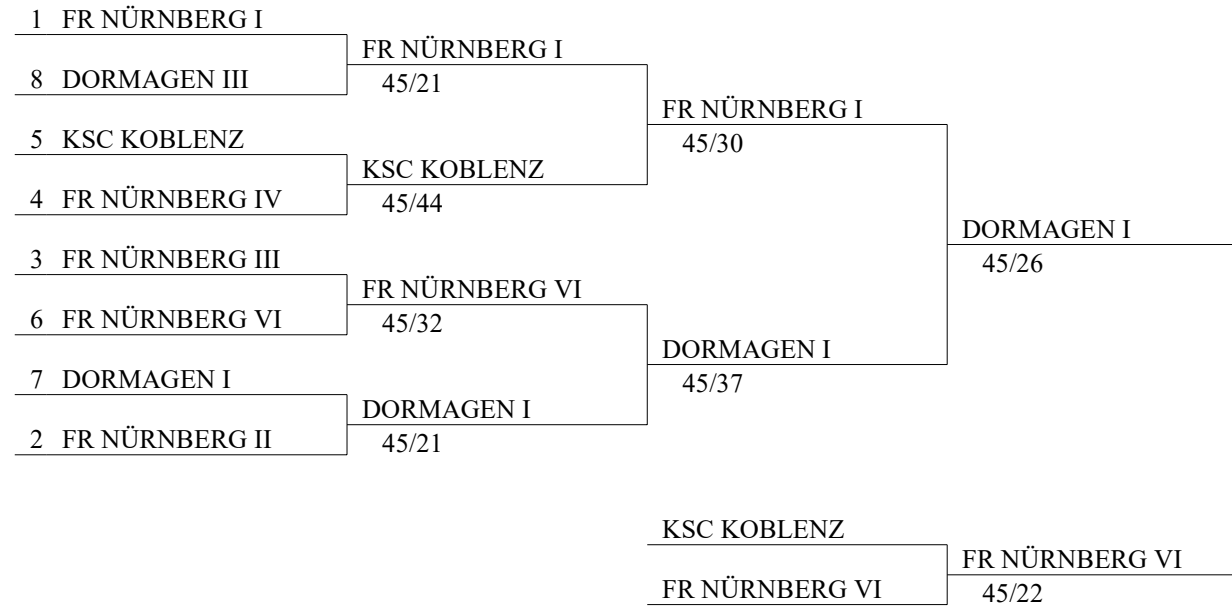 1 FR NÜRNBERG I
FR NÜRNBERG I
8 DORMAGEN III
45/21
FR NÜRNBERG I
5 KSC KOBLENZ
45/30
KSC KOBLENZ
4 FR NÜRNBERG IV
45/44
DORMAGEN I
3 FR NÜRNBERG III
45/26
FR NÜRNBERG VI
6 FR NÜRNBERG VI
45/32
DORMAGEN I
7 DORMAGEN I
45/37
DORMAGEN I
2 FR NÜRNBERG II
45/21
KSC KOBLENZ
FR NÜRNBERG VI
FR NÜRNBERG VI
45/22